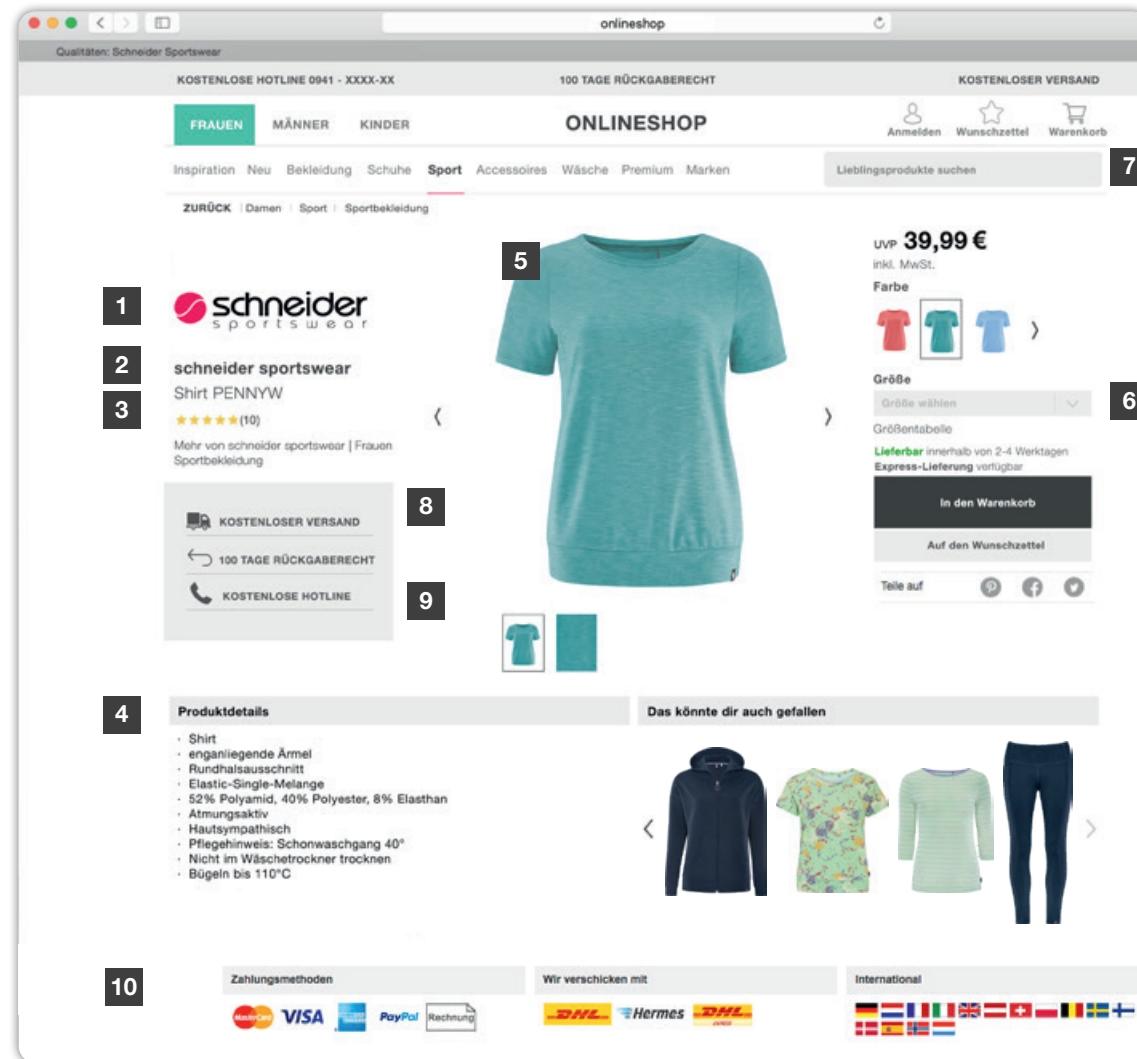 onlineshop
Qualitäten: Schneider Sportswear
KOSTENLOSE HOTLINE 0941 - XXXX-XX
100 TAGE RÜCKGABERECHT
KOSTENLOSER VERSAND
FRAUEN MÄNNER KINDER
ONLINESHOP
Anmelden Wunschzettel Warenkorb
Inspiration Neu Bekleidung Schuhe Sport Accessoires Wäsche Premium Marken
Lieblingsprodukte suchen
7
ZURÜCK | Damen | Sport | Sportbekleidung
1
schneider
sportswear
2
schneider sportswear
Shirt PENNYW
3
(10)
Mehr von schneider sportswear | Frauen
Sportbekleidung
8
KOSTENLOSER VERSAND
100 TAGE RÜCKGABERECHT
9
KOSTENLOSE HOTLINE
5
UVP 39,99 €
inkl. MwSt.
Farbe
Größe
Größe wählen
6
Größentabelle
Lieferbar innerhalb von 2-4 Werktagen
Express-Lieferung verfügbar
In den Warenkorb
Auf den Wunschzettel
Teile auf
4
Produktdetails
· Shirt
· enganliegende Ärmel
· Rundhalsausschnitt
· Elastic-Single-Melange
· 52% Polyamid, 40% Polyester, 8% Elasthan
· Atmungsaktiv
· Hautsympathisch
· Pflegehinweis: Schonwaschgang 40°
· Nicht im Wäschetrockner trocknen
· Bügeln bis 110°C
Das könnte dir auch gefallen
10
Zahlungsmethoden
MasterCard VISA PayPal Rechnung
Wir verschicken mit
DHL Hermes DHL
EXPRESS
International